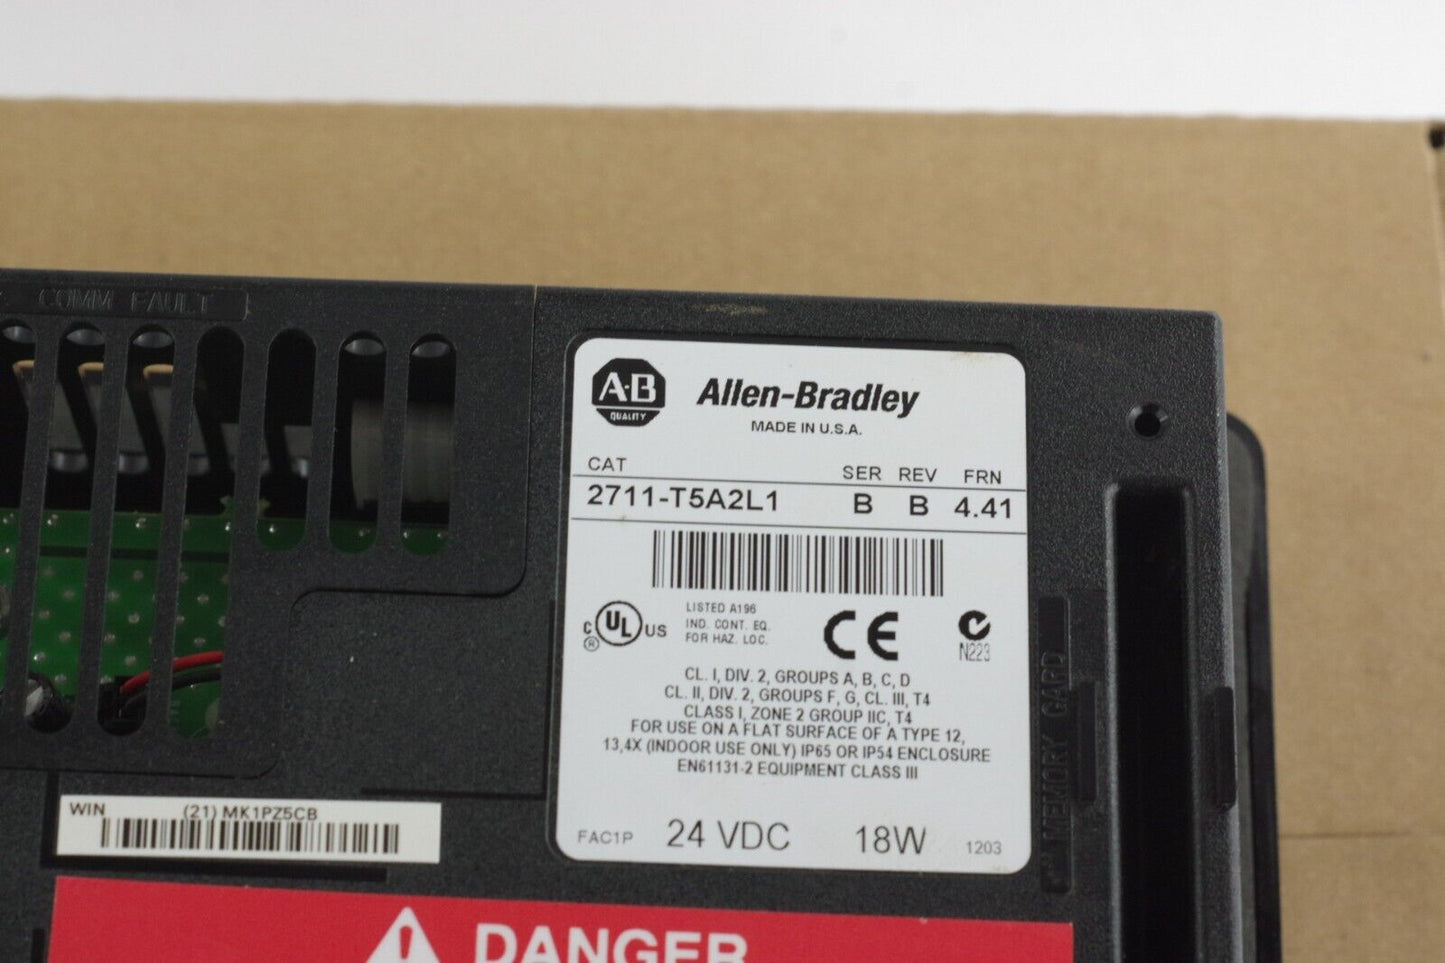 COMM FAULT
A-B
QUALITY
Allen-Bradley
MADE IN U.S.A.
CAT SER REV FRN
2711-T5A2L1 B B 4.41
C UL US
®
LISTED A196
IND. CONT. EQ.
FOR HAZ. LOC.
CE
N223
CL. I, DIV. 2, GROUPS A, B, C, D
CL. II, DIV. 2, GROUPS F, G, CL. III, T4
CLASS I, ZONE 2 GROUP IIC, T4
FOR USE ON A FLAT SURFACE OF A TYPE 12,
13,4X (INDOOR USE ONLY) IP65 OR IP54 ENCLOSURE
EN61131-2 EQUIPMENT CLASS III
FAC1P 24 VDC 18W 1203
MEMORY CARD
WIN (21) MK1PZ5CB
DANGER